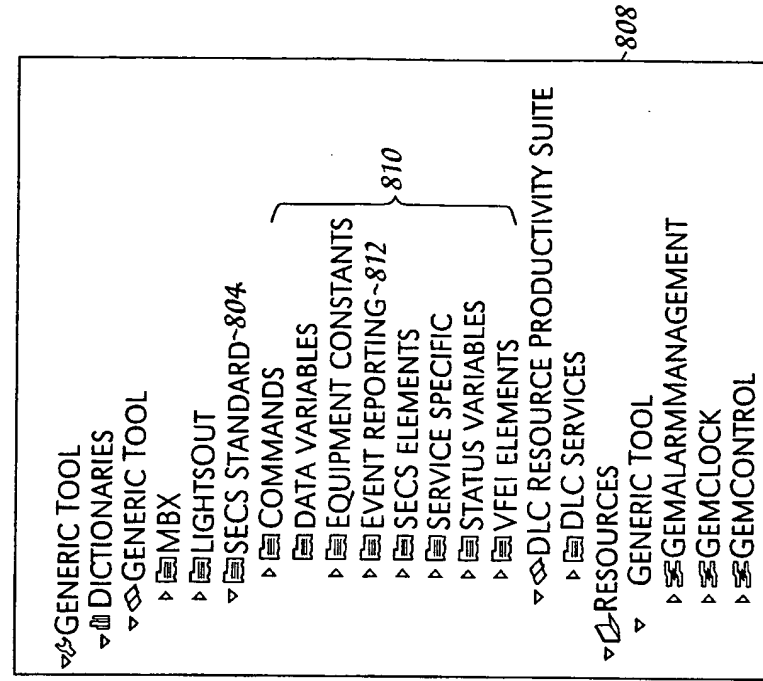 GENERIC TOOL
DICTIONARIES
GENERIC TOOL
MBX
LIGHTSOUT
SECS STANDARD~804
COMMANDS
DATA VARIABLES
EQUIPMENT CONSTANTS
EVENT REPORTING~812
SECS ELEMENTS
SERVICE SPECIFIC
STATUS VARIABLES
VFEI ELEMENTS
810
DLC RESOURCE PRODUCTIVITY SUITE
DLC SERVICES
RESOURCES
GENERIC TOOL
GEMALARMMANAGEMENT
GEMCLOCK
GEMCONTROL
~808